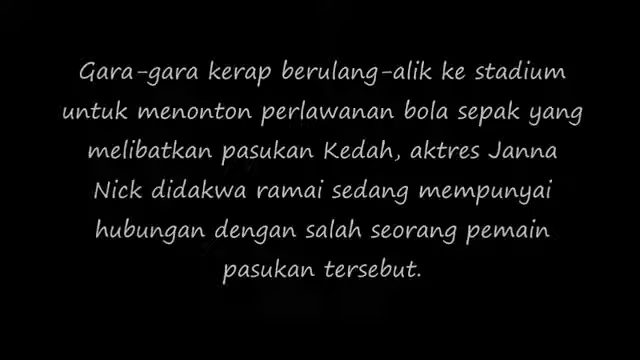 Gara-gara kerap berulang-alik ke stadium
untuk menonton perlawanan bola sepak yang
melibatkan pasukan Kedah, aktres Janna
Nick didakwa ramai sedang mempunyai
hubungan dengan salah seorang pemain
pasukan tersebut.